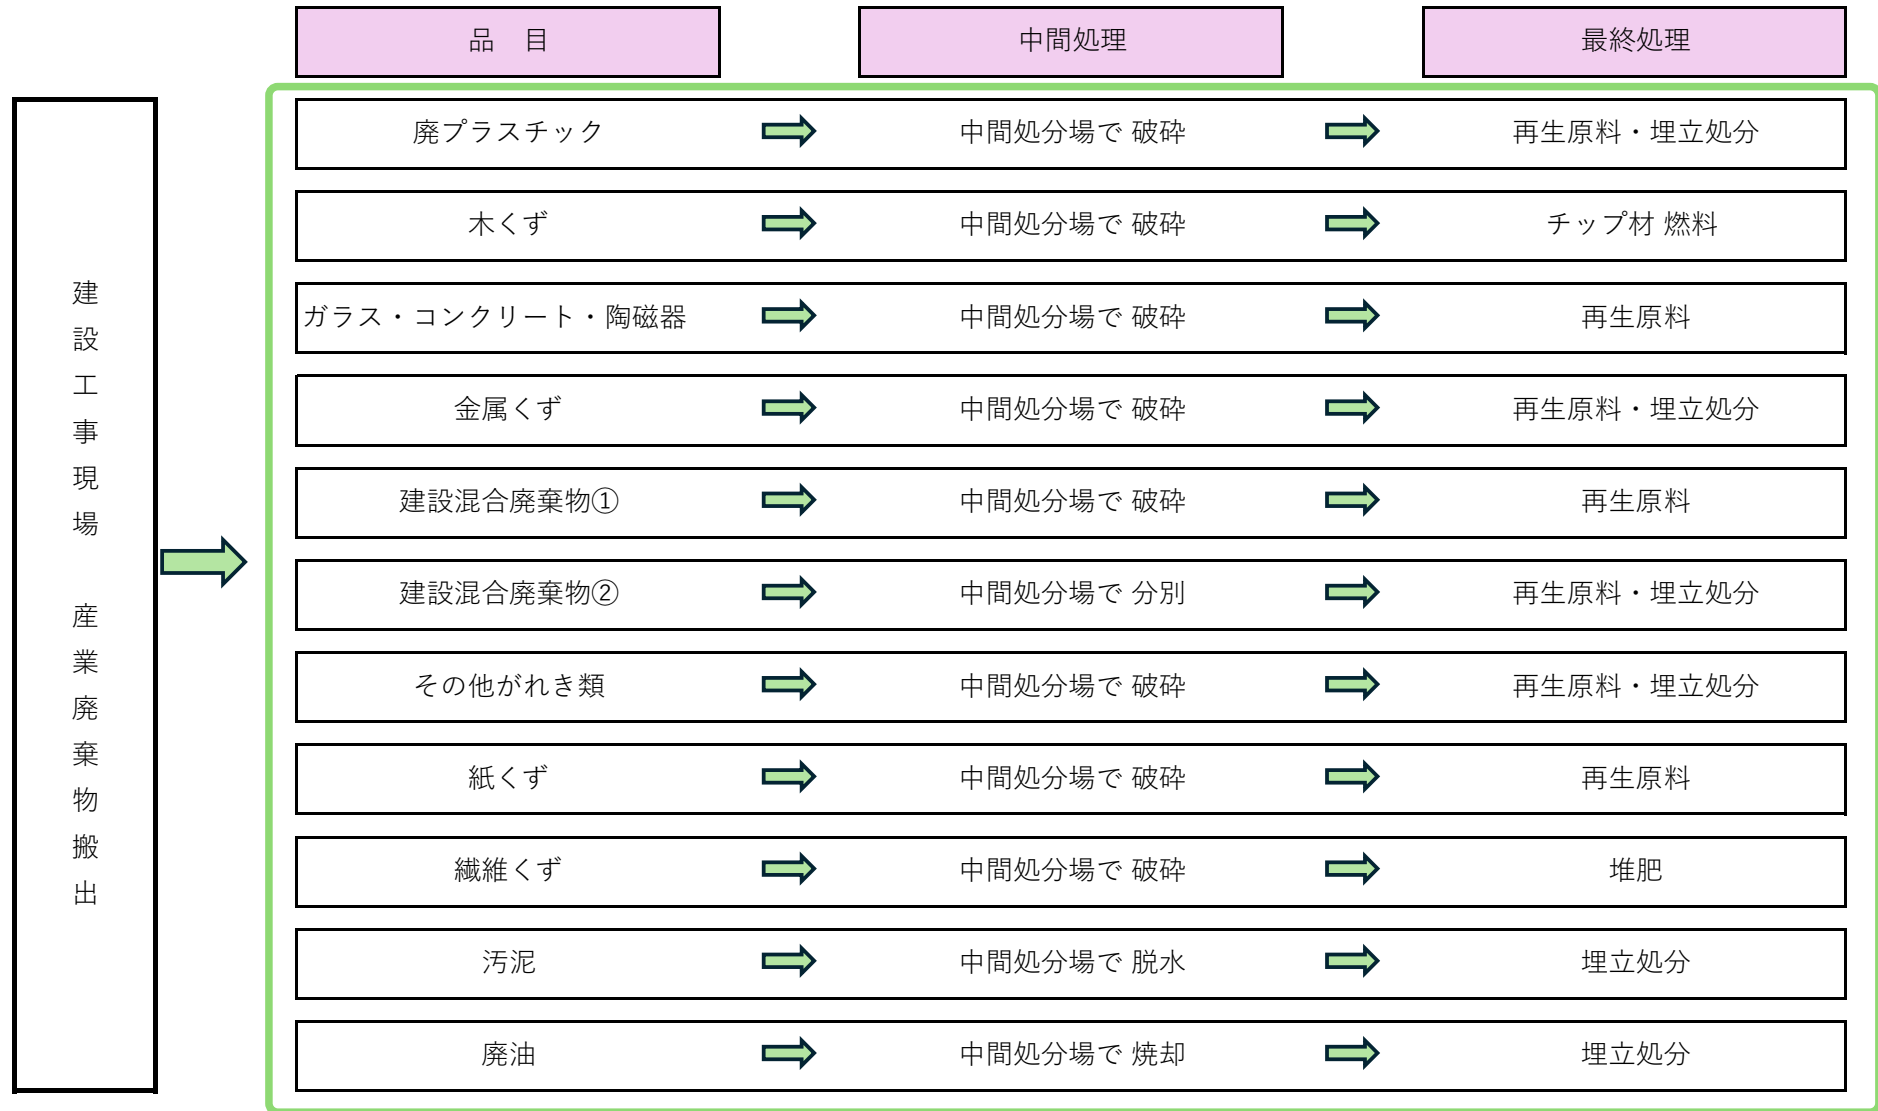 品　目
中間処理
最終処理
建設工事現場　産業廃棄物搬出
廃プラスチック
中間処分場で 破砕
再生原料・埋立処分
木くず
中間処分場で 破砕
チップ材 燃料
ガラス・コンクリート・陶磁器
中間処分場で 破砕
再生原料
金属くず
中間処分場で 破砕
再生原料・埋立処分
建設混合廃棄物①
中間処分場で 破砕
再生原料
建設混合廃棄物②
中間処分場で 分別
再生原料・埋立処分
その他がれき類
中間処分場で 破砕
再生原料・埋立処分
紙くず
中間処分場で 破砕
再生原料
繊維くず
中間処分場で 破砕
堆肥
汚泥
中間処分場で 脱水
埋立処分
廃油
中間処分場で 焼却
埋立処分